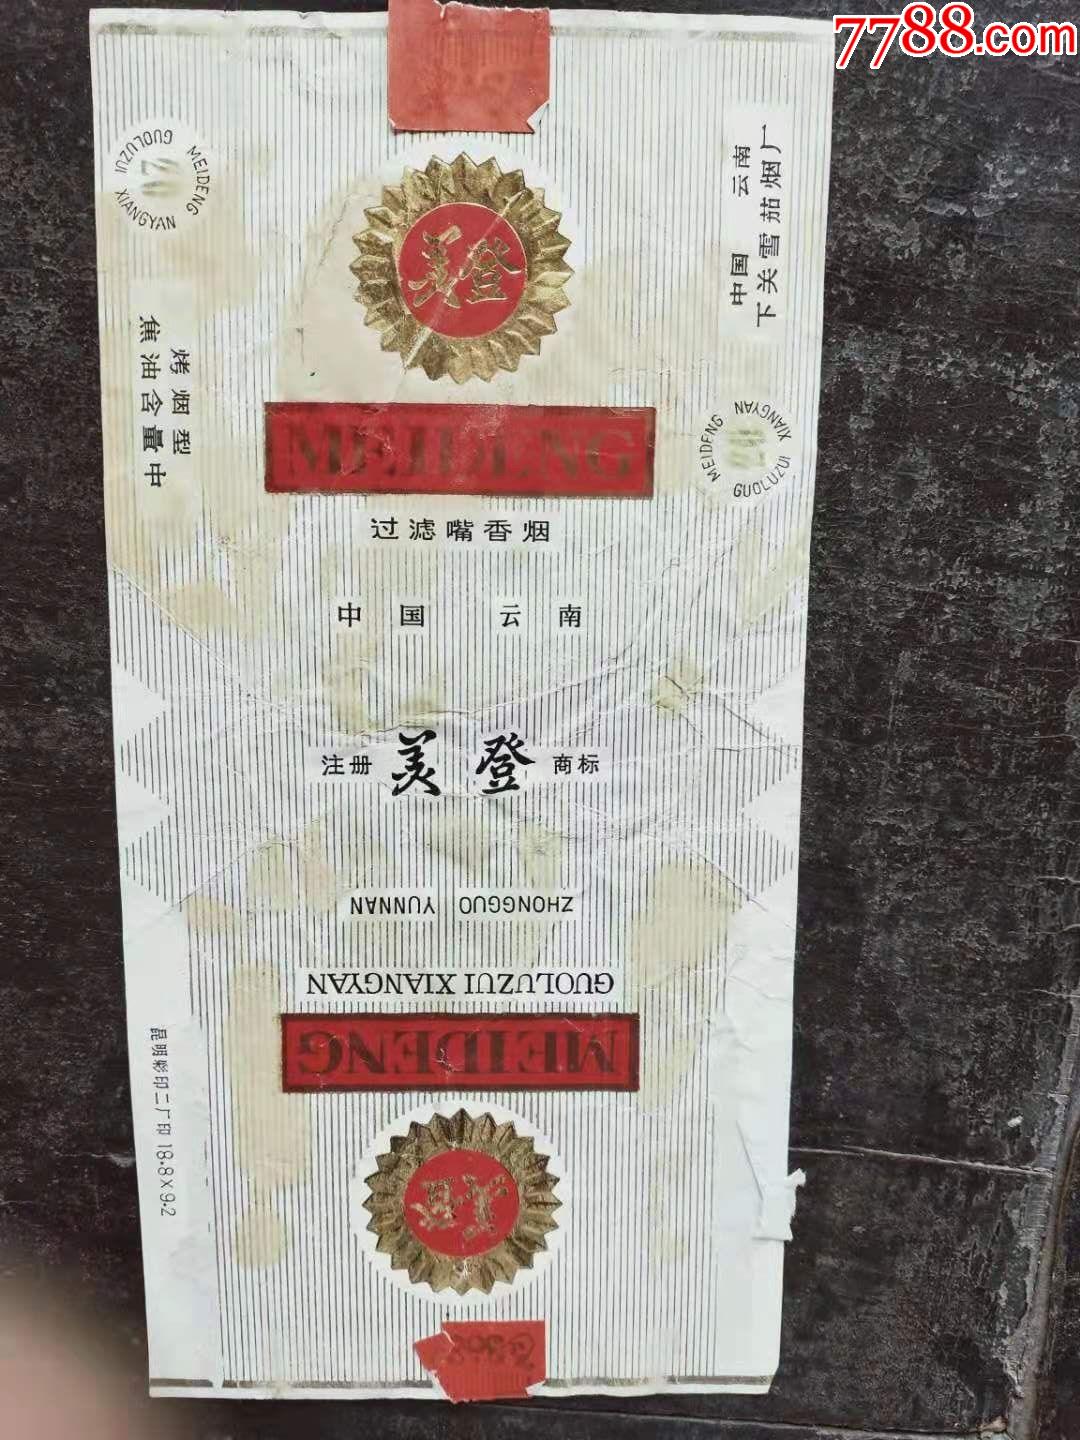 7788.com
MEIDENG GUOLUZUI XIANGYAN
20
烤烟型
焦油含量中
美登
MEIDENG
过滤嘴香烟
中国 云南
中国 云南
下关雪茄烟厂
MEIDENG GUOLUZUI XIANGYAN
20
注册 美登 商标
ZHONGGUO YUNNAN
GUOLUZUI XIANGYAN
MEIDENG
美登
昆明彩印二厂印 18.8×9.2